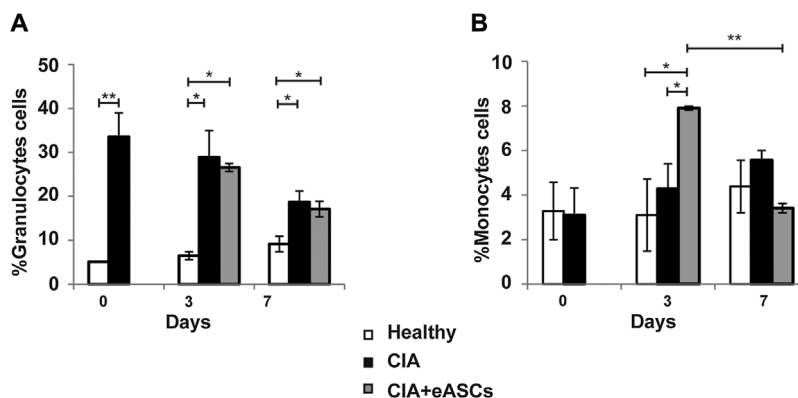 A
%Granulocytes cells
50
40
30
20
10
0
**
*
*
*
*
0 3 7
Days
B
%Monocytes cells
10
8
6
4
2
0
*
*
**
0 3 7
Days
Healthy
CIA
CIA+eASCs